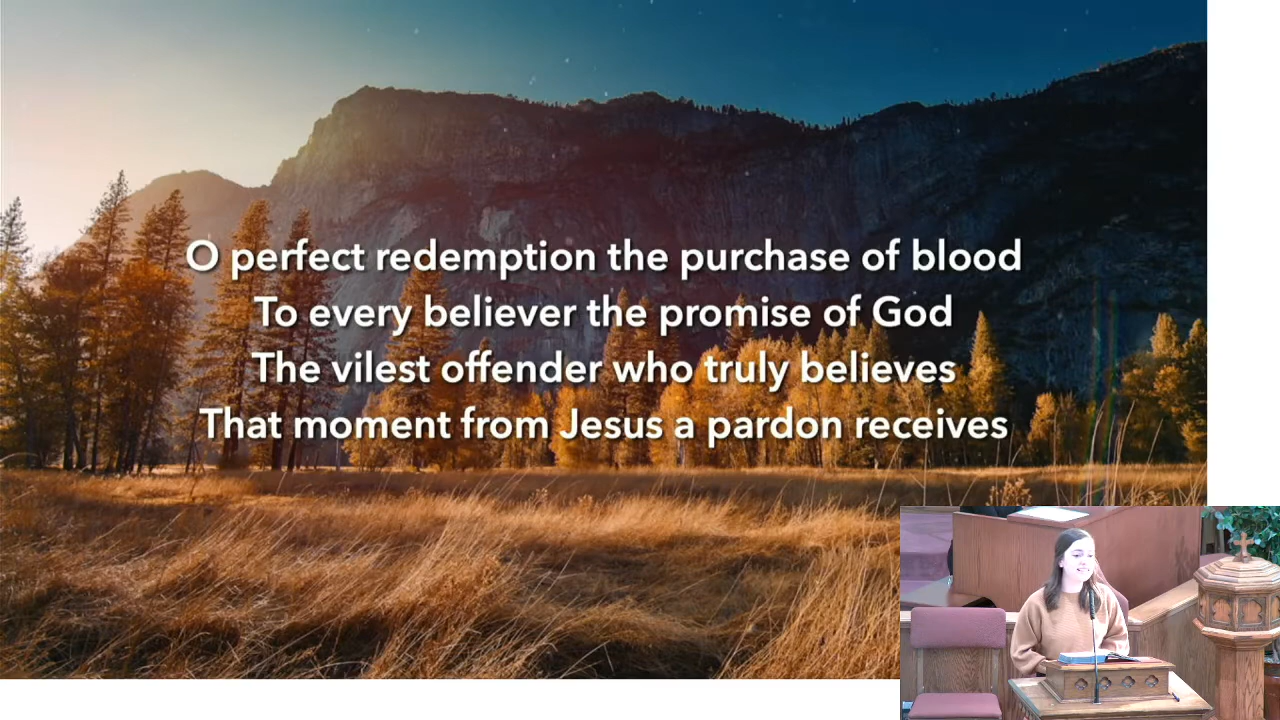 O perfect redemption the purchase of blood
To every believer the promise of God
The vilest offender who truly believes
That moment from Jesus a pardon receives